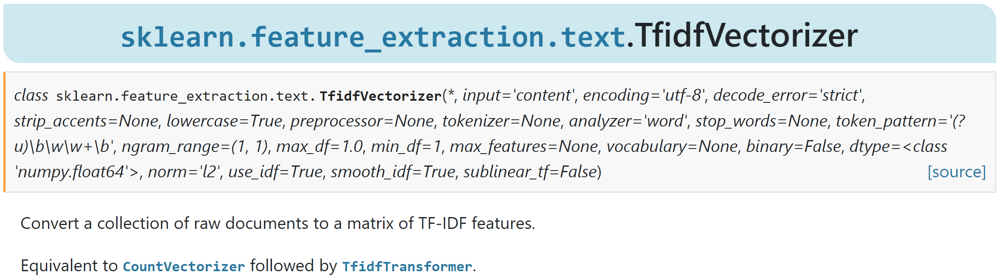 sklearn.feature_extraction.text.TfidfVectorizer
class sklearn.feature_extraction.text.TfidfVectorizer(*, input='content', encoding='utf-8', decode_error='strict',
strip_accents=None, lowercase=True, preprocessor=None, tokenizer=None, analyzer='word', stop_words=None, token_pattern='(?
u)\b\w\w+\b', ngram_range=(1, 1), max_df=1.0, min_df=1, max_features=None, vocabulary=None, binary=False, dtype=<class
'numpy.float64'>, norm='l2', use_idf=True, smooth_idf=True, sublinear_tf=False) [source]
Convert a collection of raw documents to a matrix of TF-IDF features.
Equivalent to CountVectorizer followed by TfidfTransformer.